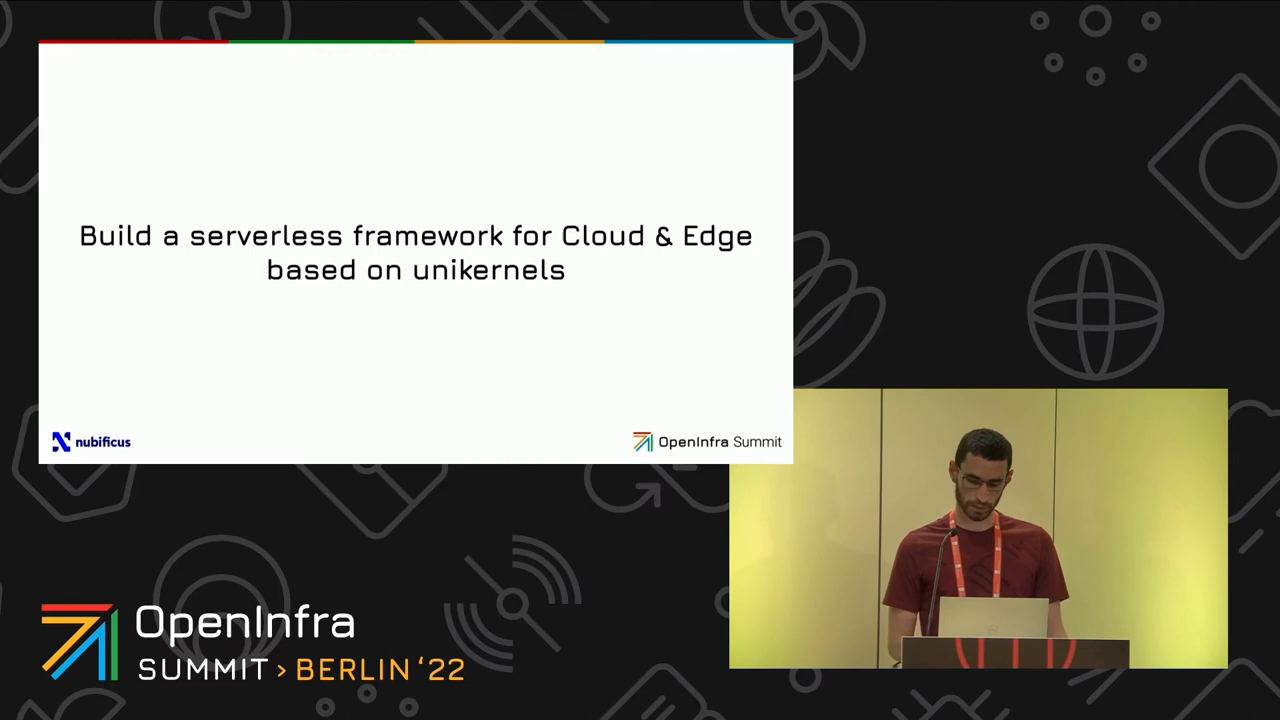 Build a serverless framework for Cloud & Edge
based on unikernels
nubificus
OpenInfra Summit
OpenInfra
SUMMIT > BERLIN ‘22